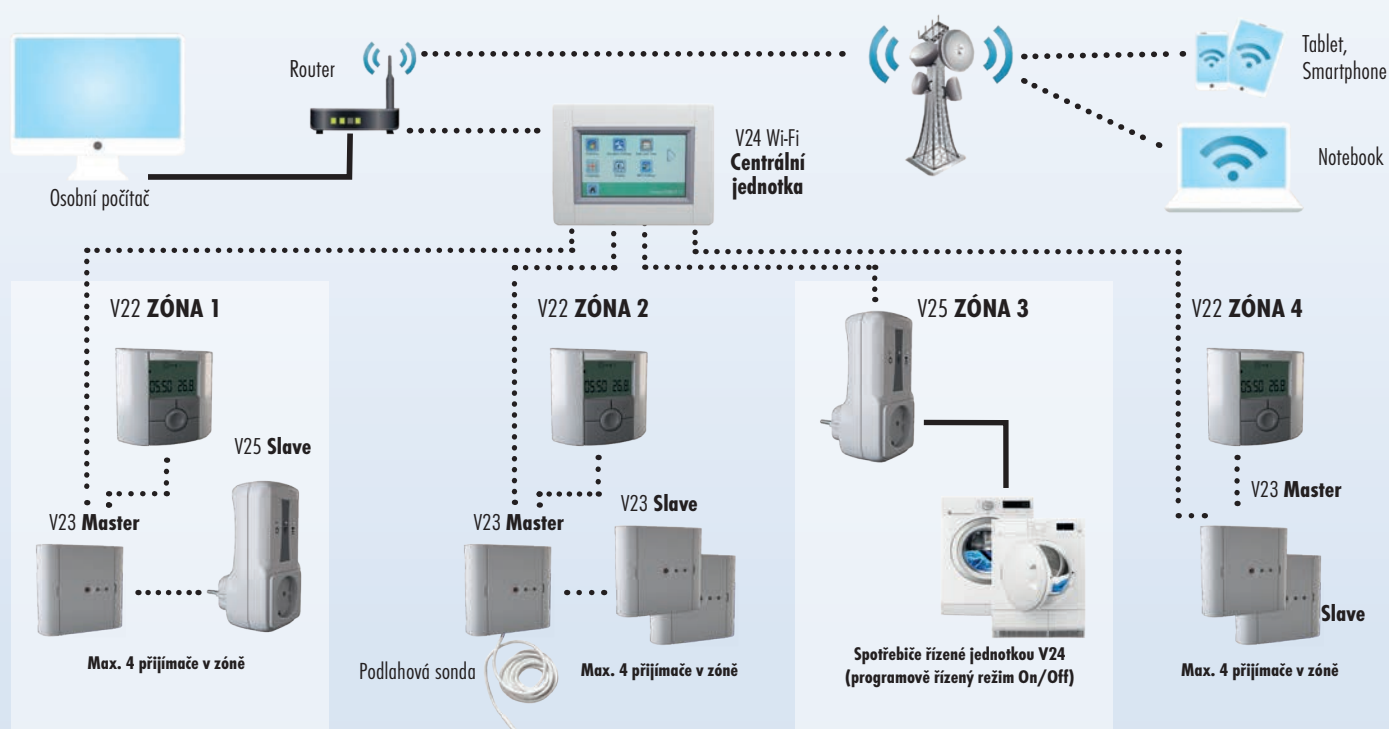 Router
Tablet,
Smartphone
V24 Wi-Fi
Centrální
jednotka
Notebook
Osobní počítač
V22 ZÓNA 1
V22 ZÓNA 2
V25 ZÓNA 3
V22 ZÓNA 4
05:50 26.8
05:50 26.8
05:50 26.8
V25 Slave
V23 Master
V23 Master
V23 Slave
V23 Master
Slave
Max. 4 přijímače v zóně
Podlahová sonda
Max. 4 přijímače v zóně
Spotřebiče řízené jednotkou V24
(programově řízený režim On/Off)
Max. 4 přijímače v zóně